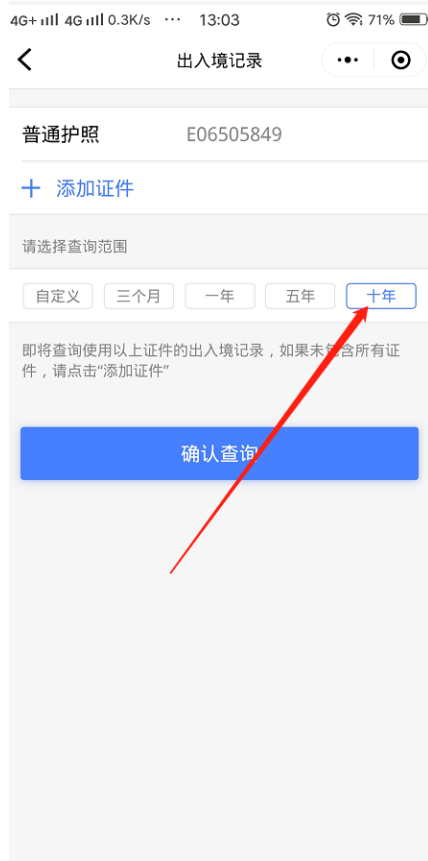 4G+ 4G 0.3K/s ··· 13:03 71%
出入境记录
普通护照 E06505849
+ 添加证件
请选择查询范围
自定义 三个月 一年 五年 十年
即将查询使用以上证件的出入境记录，如果未包含所有证
件，请点击“添加证件”
确认查询